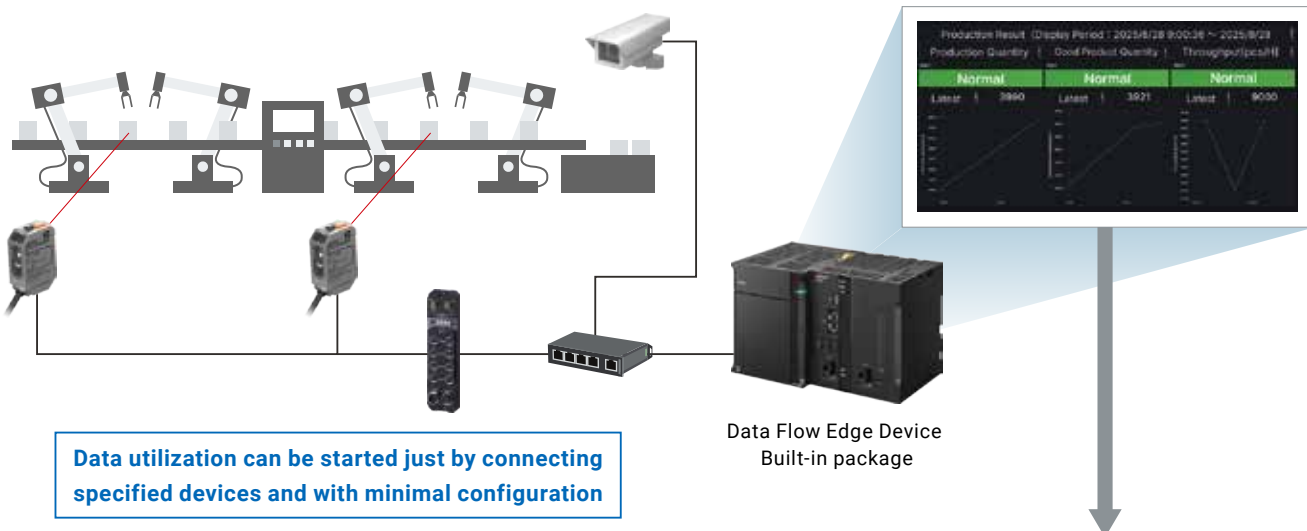 Production Result (Display Period : 2025/8/28 9:00:36 ~ 2025/8/28
Production Quantity | Good Product Quantity | Throughput[pcs/H]
Normal Normal Normal
Latest | 3990 Latest | 3921 Latest | 9000
Data Flow Edge Device
Built-in package
Data utilization can be started just by connecting
specified devices and with minimal configuration